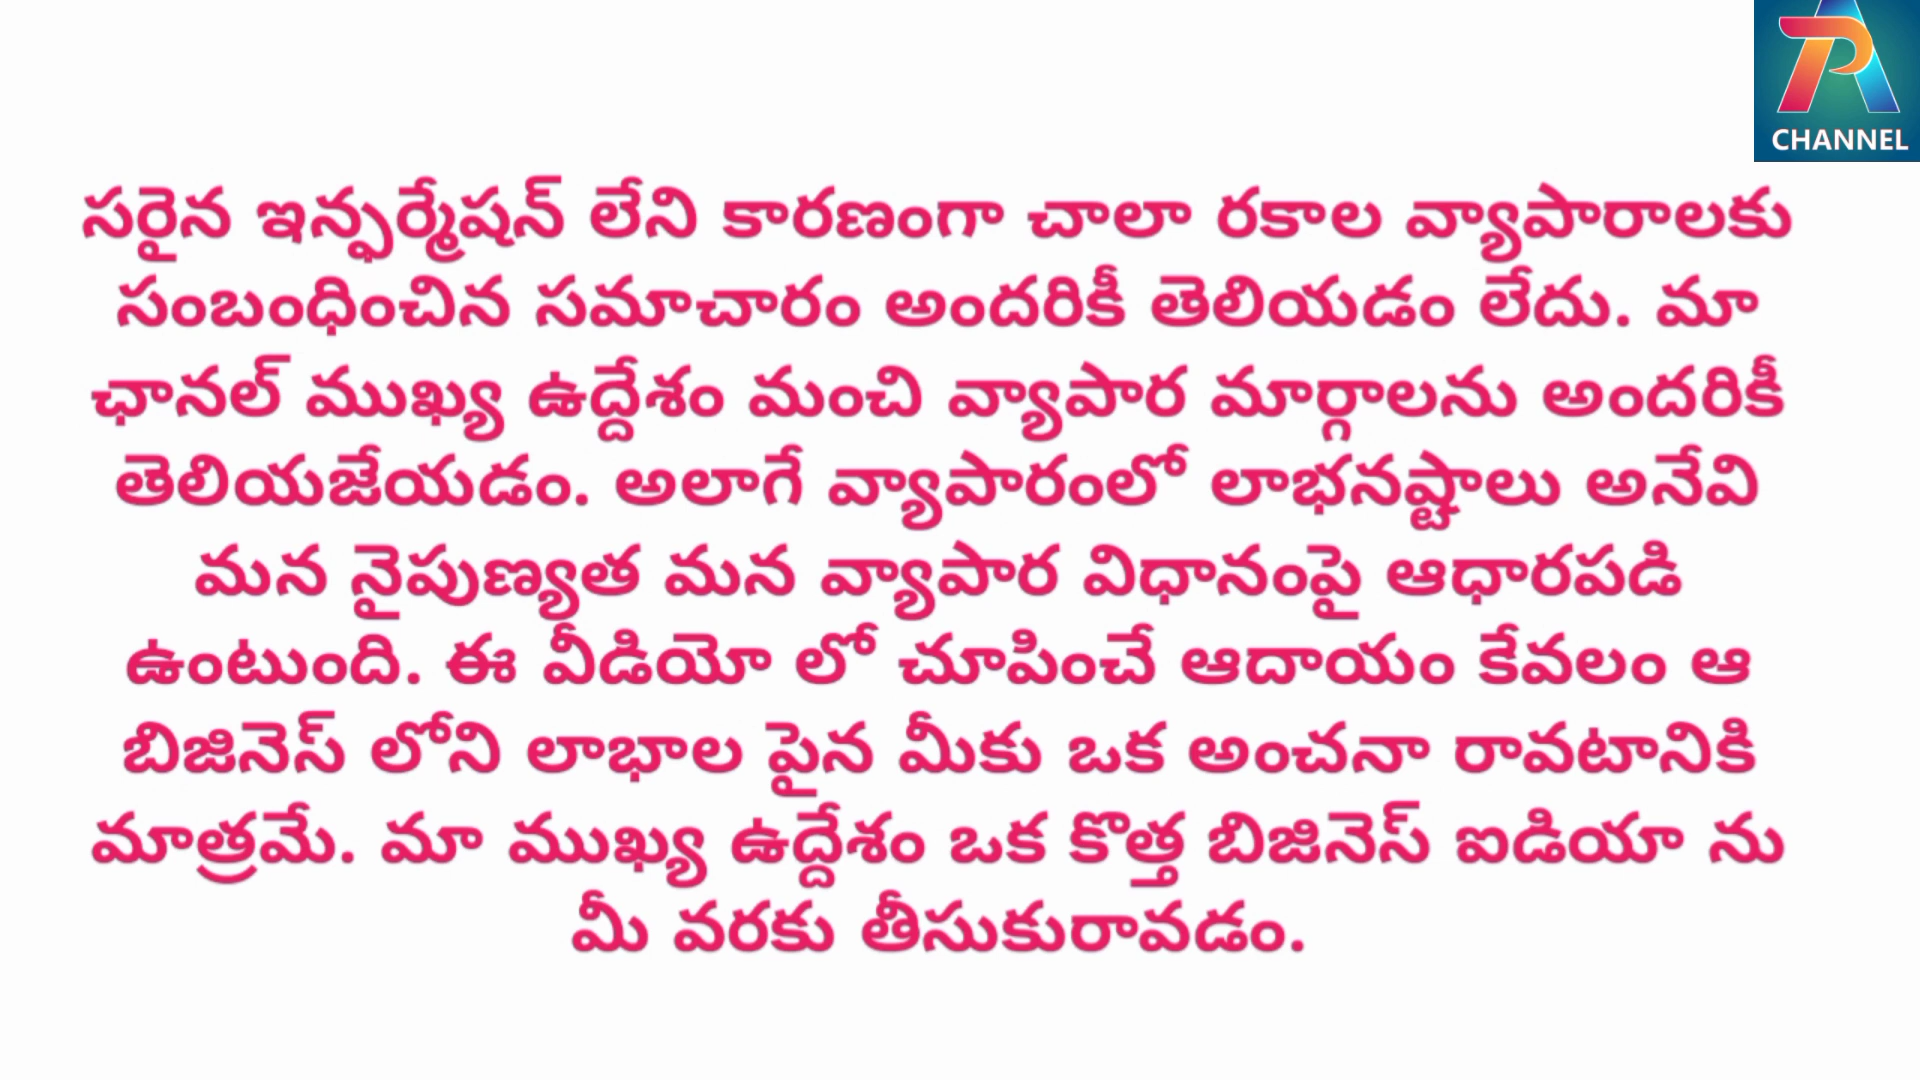 CHANNEL
సరైన ఇన్ఫర్మేషన్ లేని కారణంగా చాలా రకాల వ్యాపారాలకు
సంబంధించిన సమాచారం అందరికీ తెలియడం లేదు. మా
ఛానల్ ముఖ్య ఉద్దేశం మంచి వ్యాపార మార్గాలను అందరికీ
తెలియజేయడం. అలాగే వ్యాపారంలో లాభనష్టాలు అనేవి
మన నైపుణ్యత మన వ్యాపార విధానంపై ఆధారపడి
ఉంటుంది. ఈ వీడియో లో చూపించే ఆదాయం కేవలం ఆ
బిజినెస్ లోని లాభాల పైన మీకు ఒక అంచనా రావటానికి
మాత్రమే. మా ముఖ్య ఉద్దేశం ఒక కొత్త బిజినెస్ ఐడియా ను
మీ వరకు తీసుకురావడం.